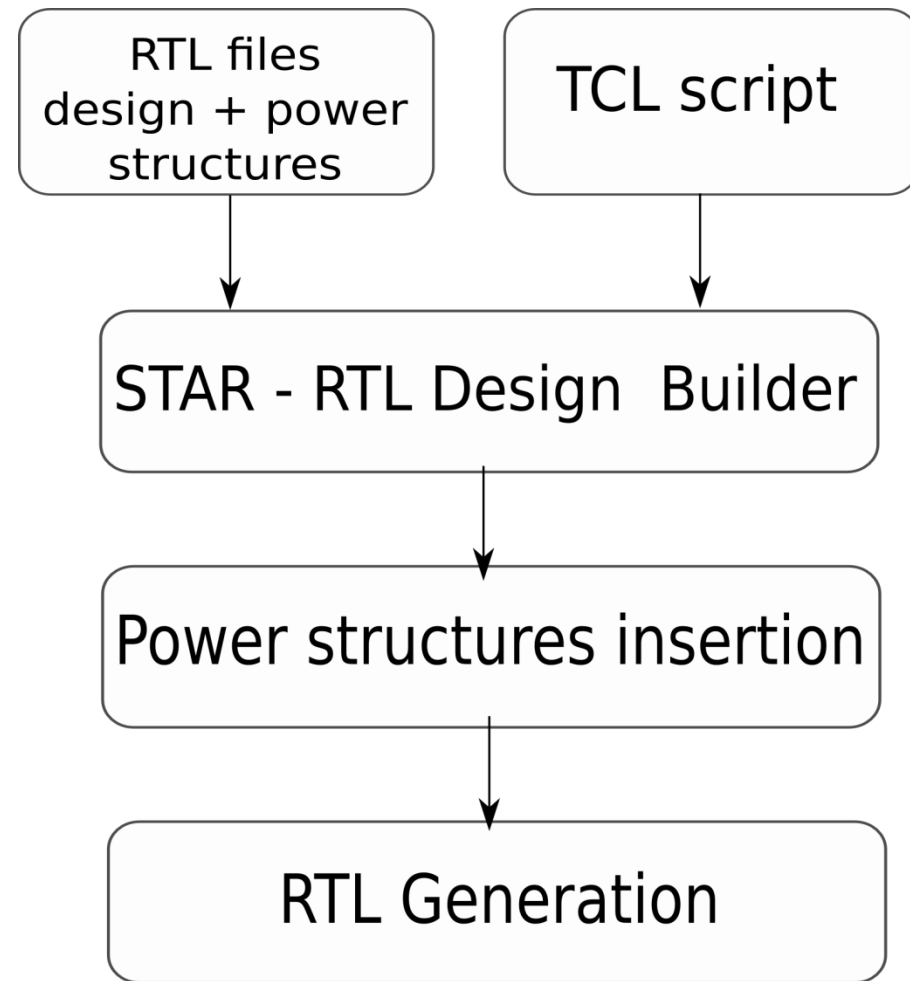 RTL files
design + power
structures
TCL script
STAR - RTL Design  Builder
Power structures insertion
RTL Generation